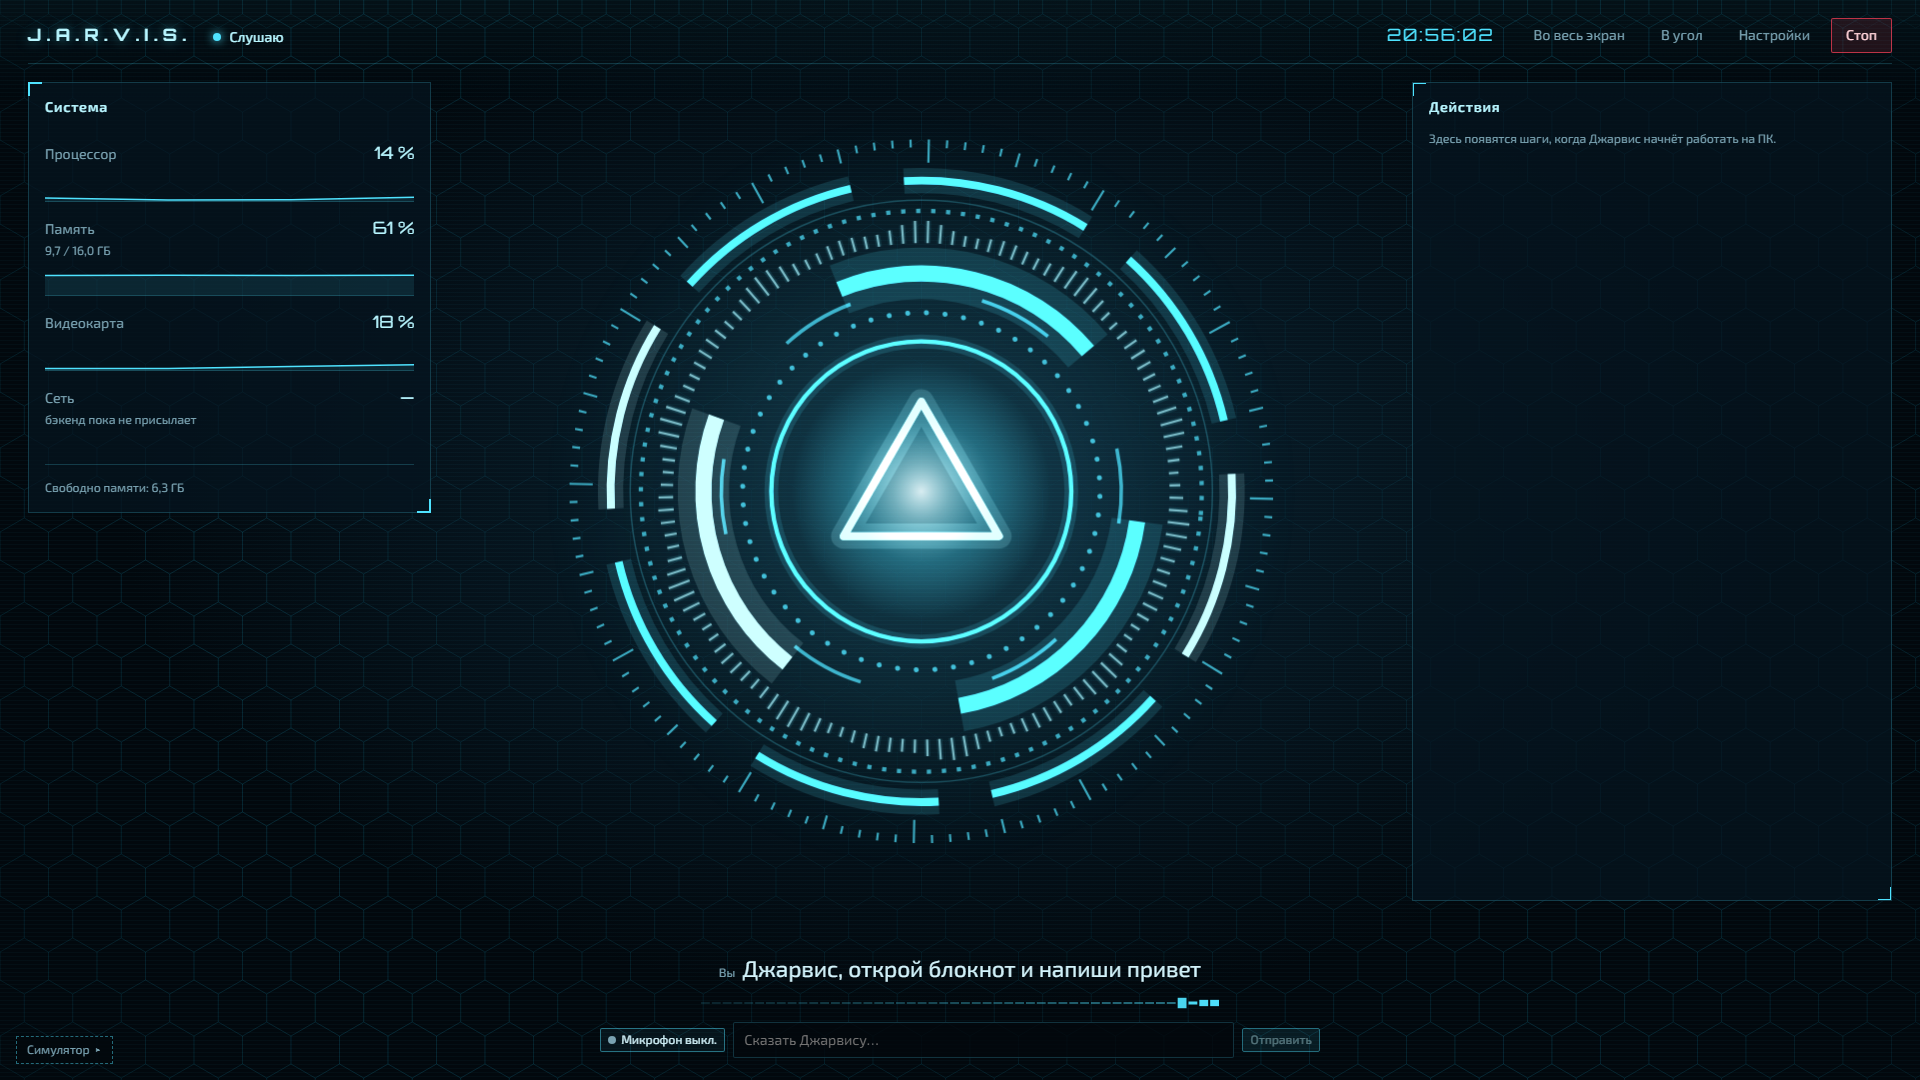 J.A.R.V.I.S.
Слушаю
20:56:02
Во весь экран
В угол
Настройки
Стоп
Система
Процессор
14 %
Память
61 %
9,7 / 16,0 ГБ
Видеокарта
18 %
Сеть
—
бэкенд пока не присылает
Свободно памяти: 6,3 ГБ
Действия
Здесь появятся шаги, когда Джарвис начнёт работать на ПК.
Вы Джарвис, открой блокнот и напиши привет
Микрофон выкл.
Сказать Джарвису...
Отправить
Симулятор ▸